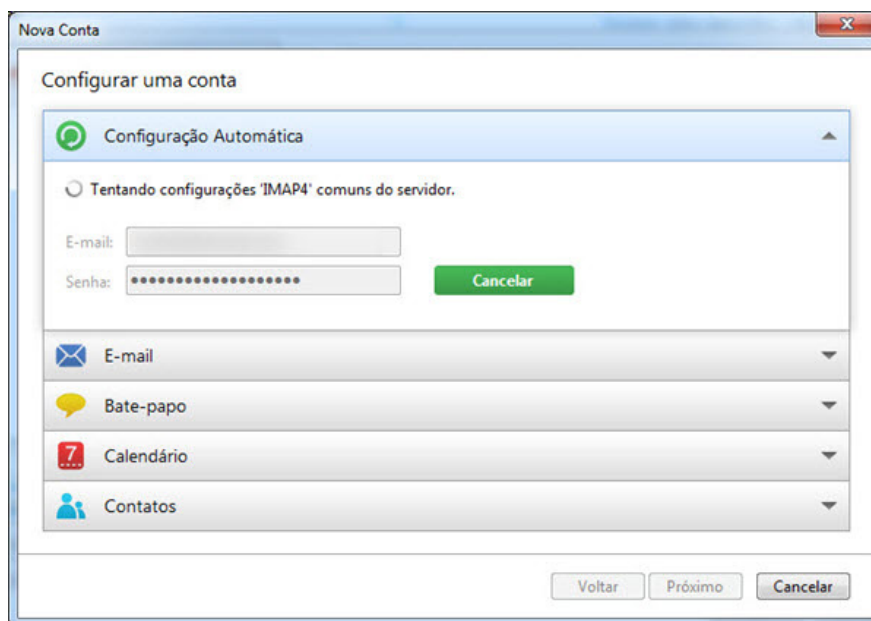 Nova Conta
Configurar uma conta
Configuração Automática
Tentando configurações 'IMAP4' comuns do servidor.
E-mail:
Senha: •••••••••••••••••••
Cancelar
E-mail
Bate-papo
7
Calendário
Contatos
Voltar Próximo Cancelar